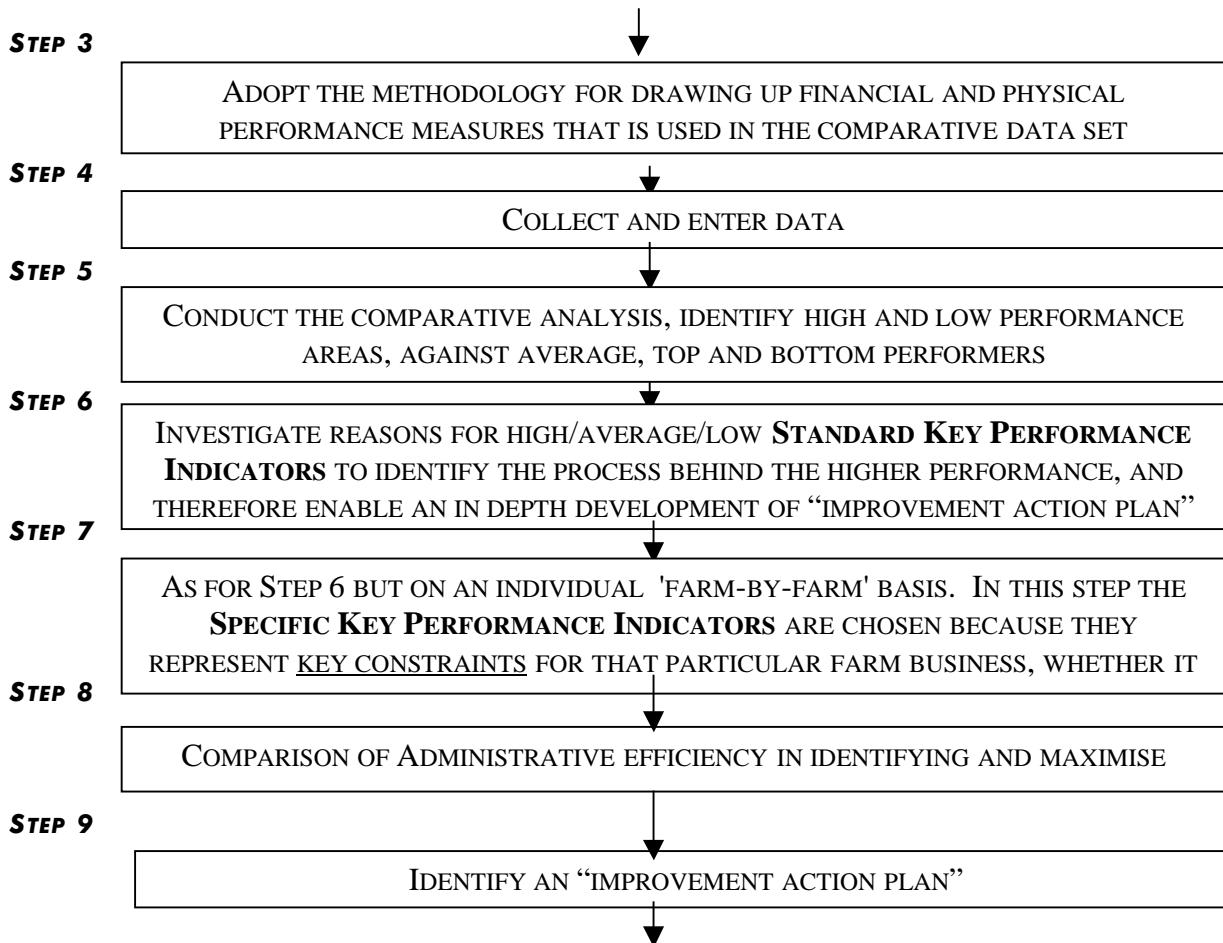 STEP 3
ADOPT THE METHODOLOGY FOR DRAWING UP FINANCIAL AND PHYSICAL
PERFORMANCE MEASURES THAT IS USED IN THE COMPARATIVE DATA SET
STEP 4
COLLECT AND ENTER DATA
STEP 5
CONDUCT THE COMPARATIVE ANALYSIS, IDENTIFY HIGH AND LOW PERFORMANCE
AREAS, AGAINST AVERAGE, TOP AND BOTTOM PERFORMERS
STEP 6
INVESTIGATE REASONS FOR HIGH/AVERAGE/LOW STANDARD KEY PERFORMANCE
INDICATORS TO IDENTIFY THE PROCESS BEHIND THE HIGHER PERFORMANCE, AND
THEREFORE ENABLE AN IN DEPTH DEVELOPMENT OF “IMPROVEMENT ACTION PLAN”
STEP 7
AS FOR STEP 6 BUT ON AN INDIVIDUAL 'FARM-BY-FARM' BASIS. IN THIS STEP THE
SPECIFIC KEY PERFORMANCE INDICATORS ARE CHOSEN BECAUSE THEY
REPRESENT KEY CONSTRAINTS FOR THAT PARTICULAR FARM BUSINESS, WHETHER IT
STEP 8
COMPARISON OF ADMINISTRATIVE EFFICIENCY IN IDENTIFYING AND MAXIMISE
STEP 9
IDENTIFY AN “IMPROVEMENT ACTION PLAN”